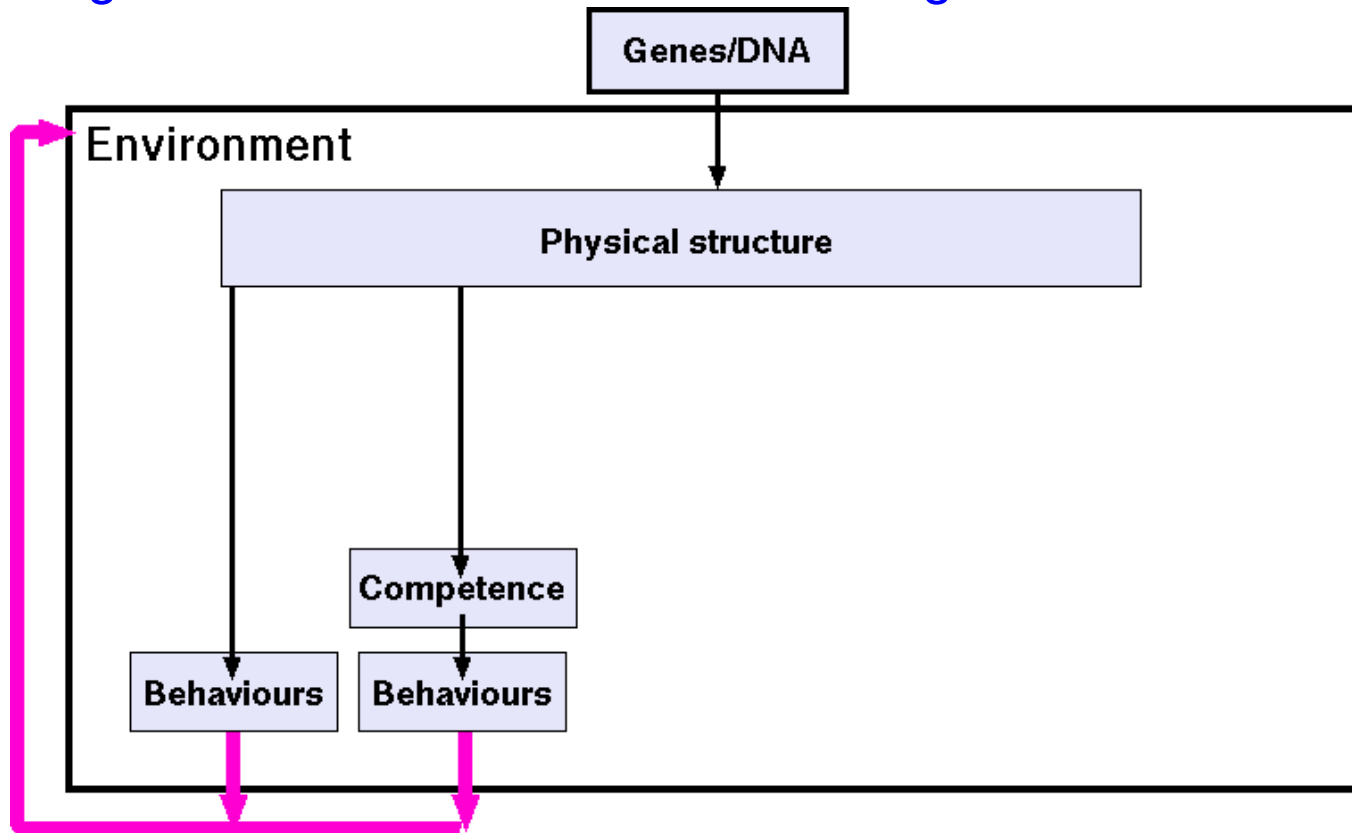 Genes/DNA
Environment
Physical structure
Competence
Behaviours
Behaviours